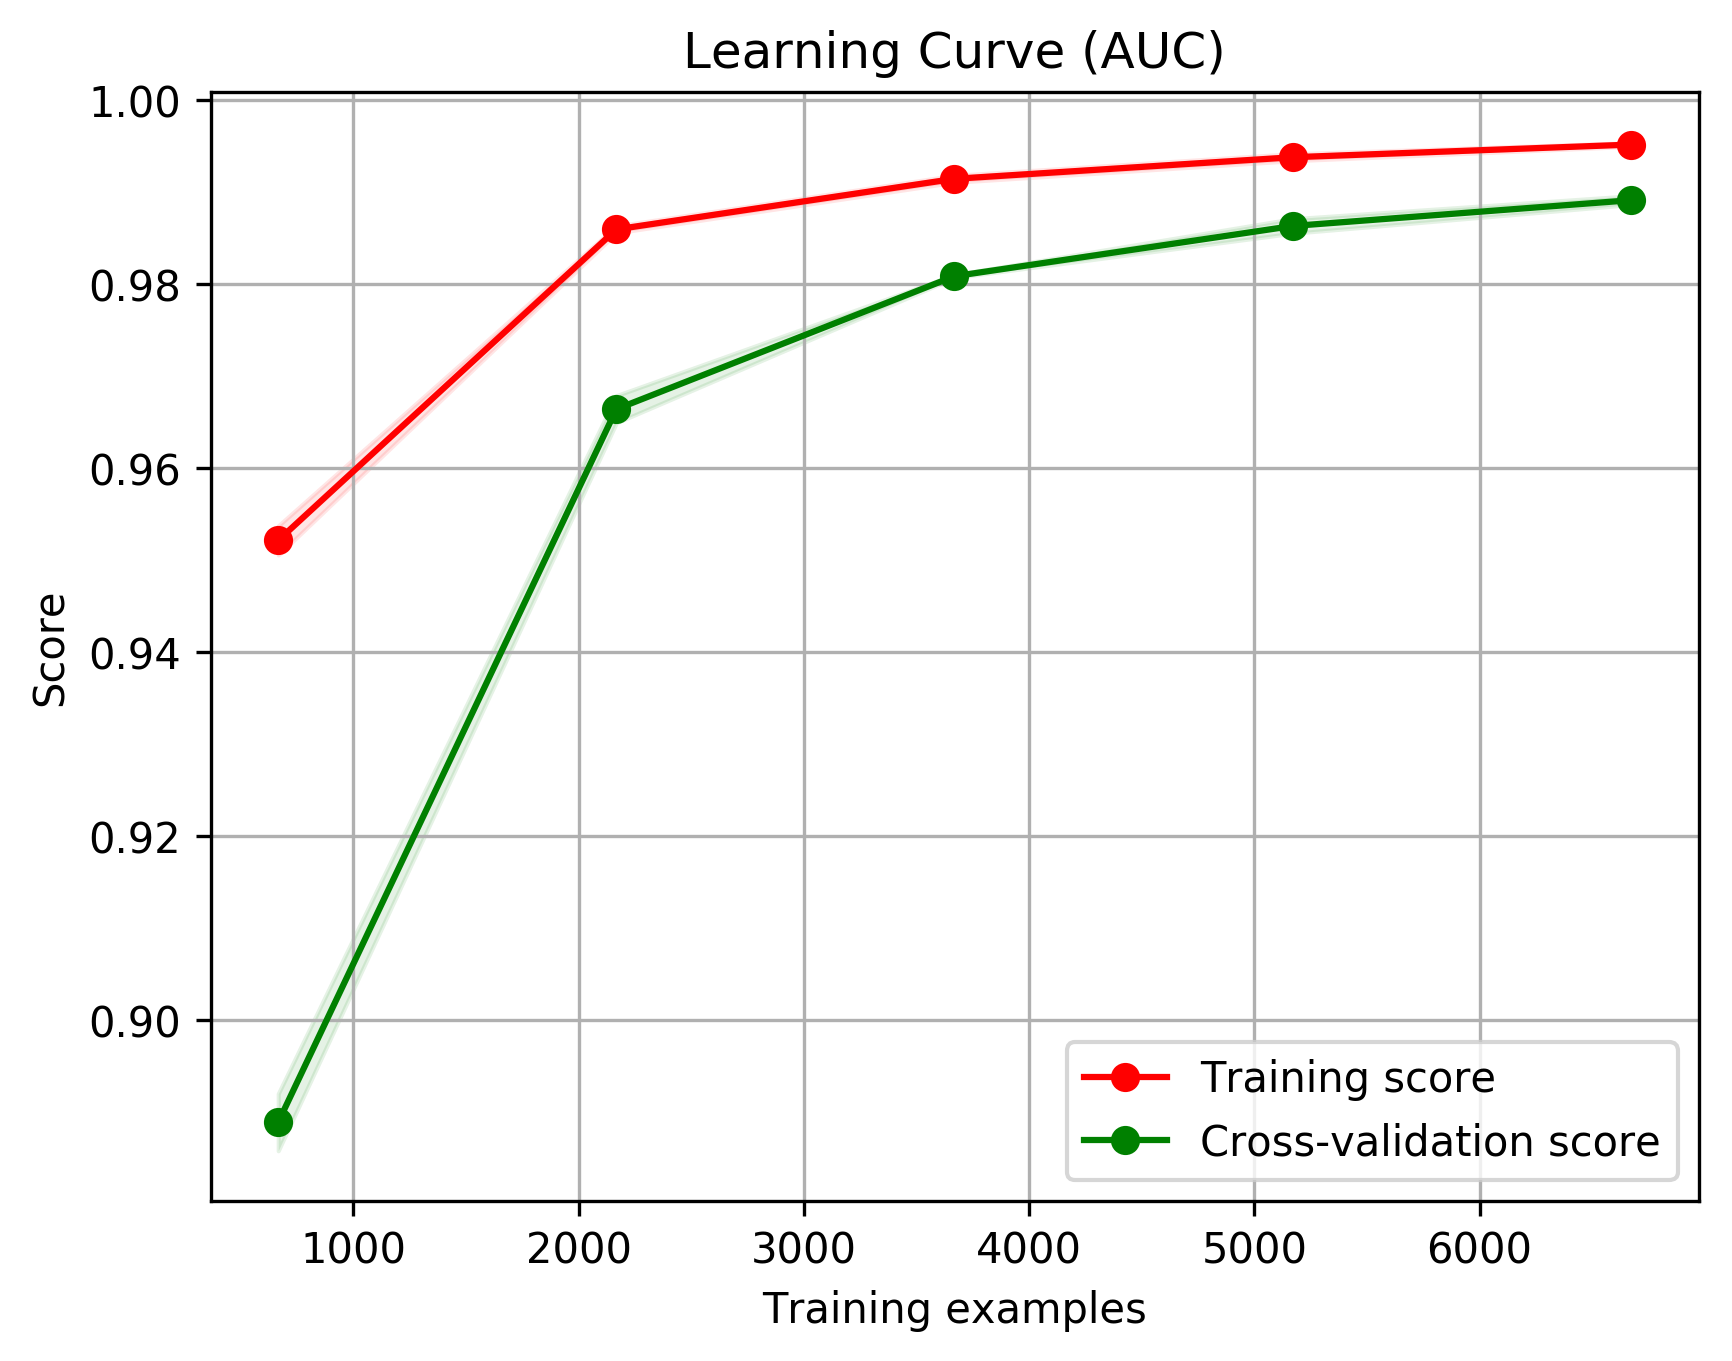 Learning Curve (AUC)
1.00
0.98
0.96
0.94
0.92
0.90
Score
1000 2000 3000 4000 5000 6000
Training examples
Training score
Cross-validation score